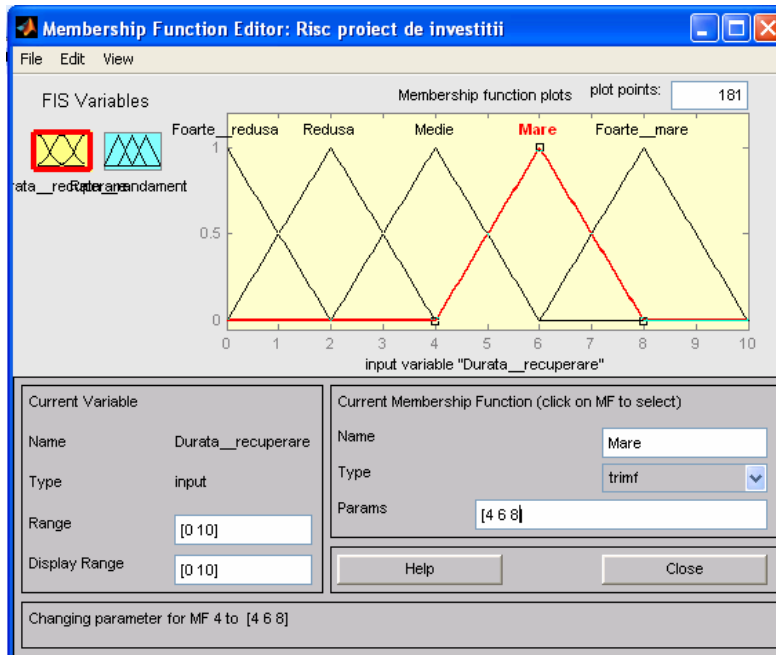 Membership Function Editor: Risc proiect de investitii
File Edit View
FIS Variables
Membership function plots plot points: 181
Foarte__redusa Redusa Medie Mare Foarte__mare
1
0.5
0
0 1 2 3 4 5 6 7 8 9 10
input variable "Durata__recuperare"
Current Variable
Name Durata__recuperare
Type input
Range [0 10]
Display Range [0 10]
Current Membership Function (click on MF to select)
Name Mare
Type trimf
Params [4 6 8]
Help Close
Changing parameter for MF 4 to [4 6 8]